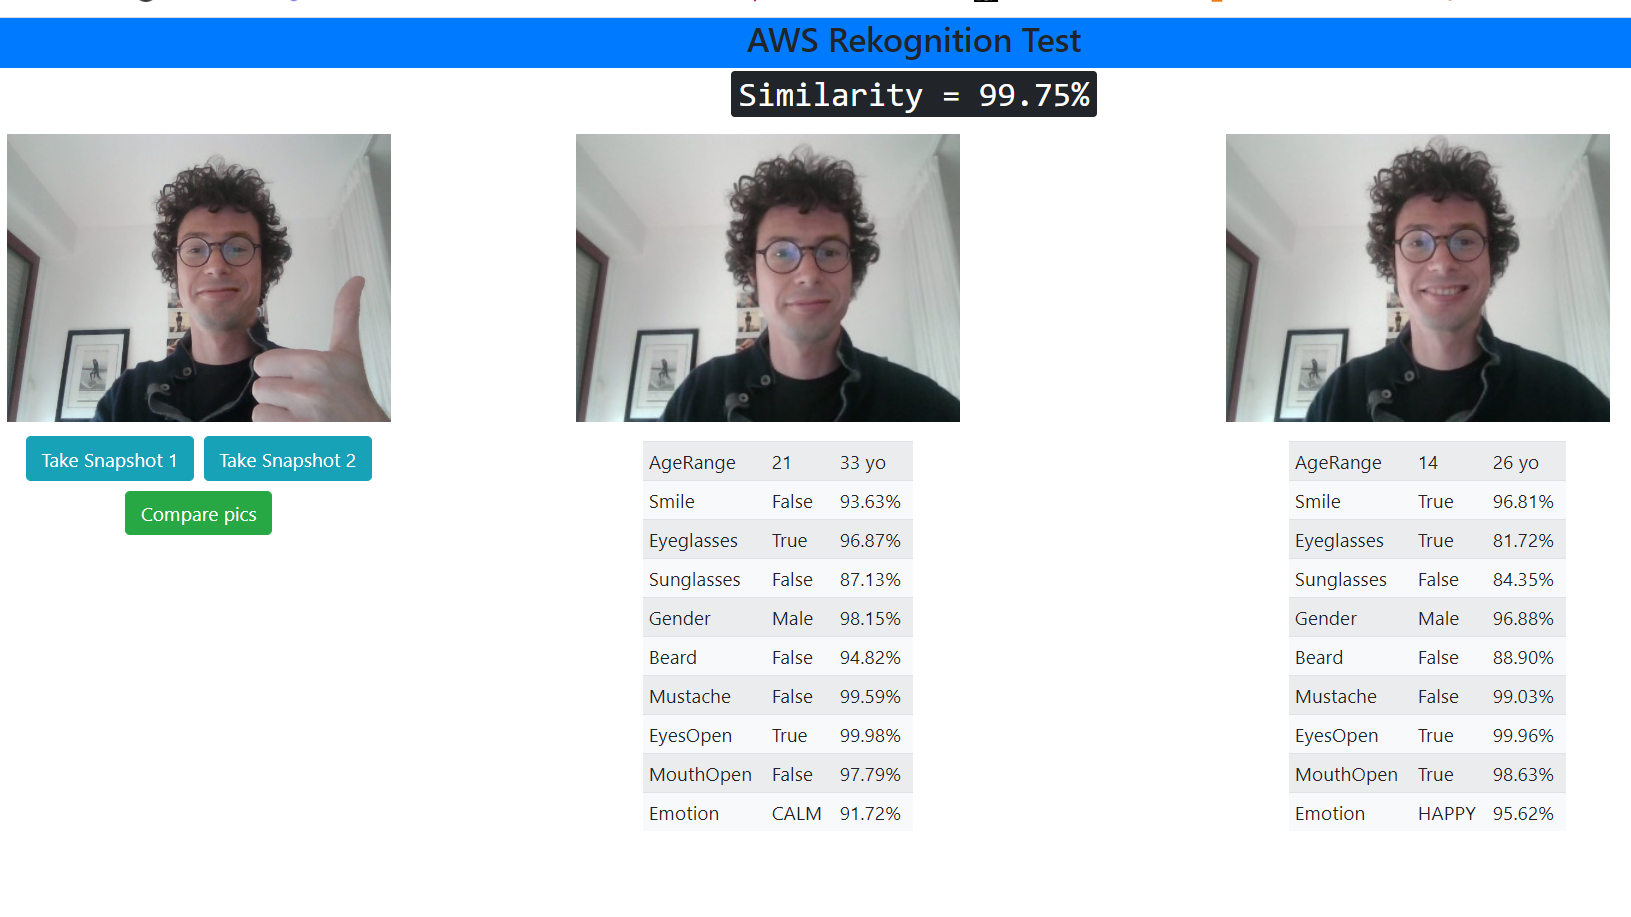 AWS Rekognition Test
Similarity = 99.75%
Take Snapshot 1
Take Snapshot 2
Compare pics
AgeRange 21 33 yo
Smile False 93.63%
Eyeglasses True 96.87%
Sunglasses False 87.13%
Gender Male 98.15%
Beard False 94.82%
Mustache False 99.59%
EyesOpen True 99.98%
MouthOpen False 97.79%
Emotion CALM 91.72%
AgeRange 14 26 yo
Smile True 96.81%
Eyeglasses True 81.72%
Sunglasses False 84.35%
Gender Male 96.88%
Beard False 88.90%
Mustache False 99.03%
EyesOpen True 99.96%
MouthOpen True 98.63%
Emotion HAPPY 95.62%